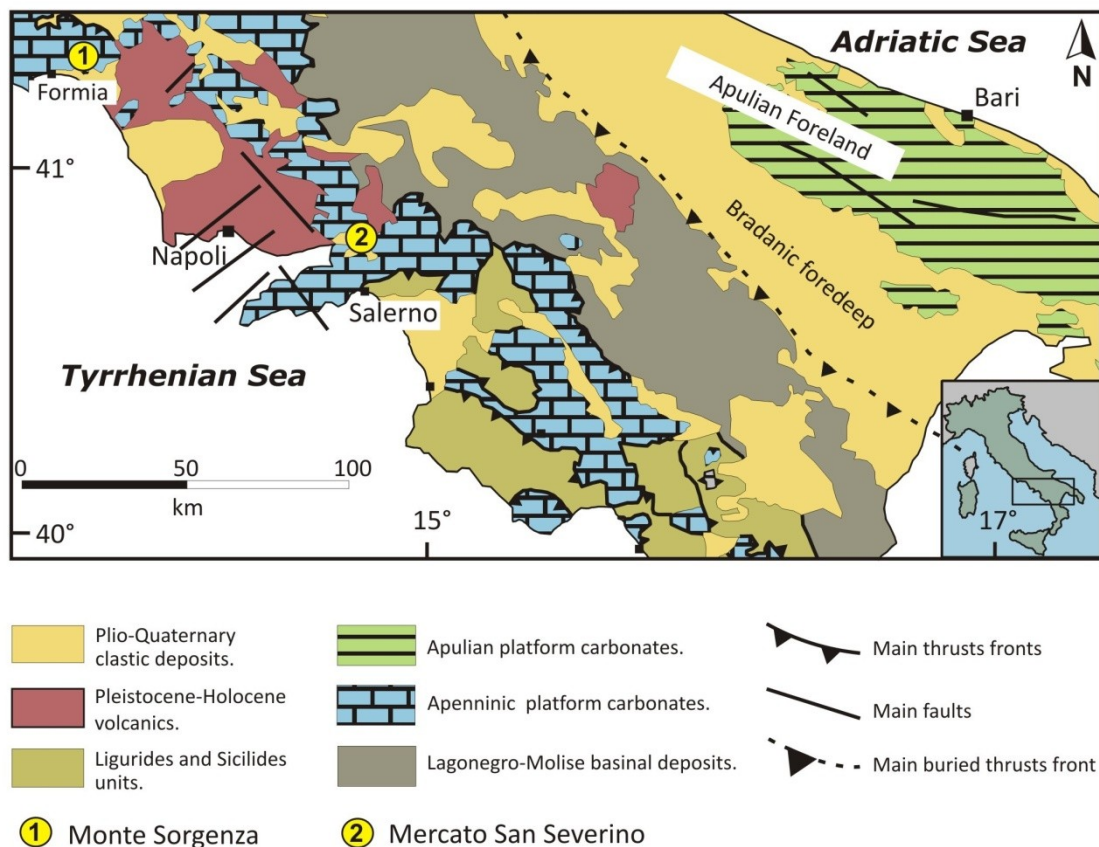 Adriatic Sea
N
1
Formia
Apulian Foreland
Bari
41°
Bradanic foredeep
2
Napoli
Salerno
Tyrrhenian Sea
0 50 100
km
15°
17°
40°
Plio-Quaternary
clastic deposits.
Pleistocene-Holocene
volcanics.
Ligurides and Sicilides
units.
Apulian platform carbonates.
Apenninic platform carbonates.
Lagonegro-Molise basinal deposits.
Main thrusts fronts
Main faults
Main buried thrusts front
1 Monte Sorgenza
2 Mercato San Severino